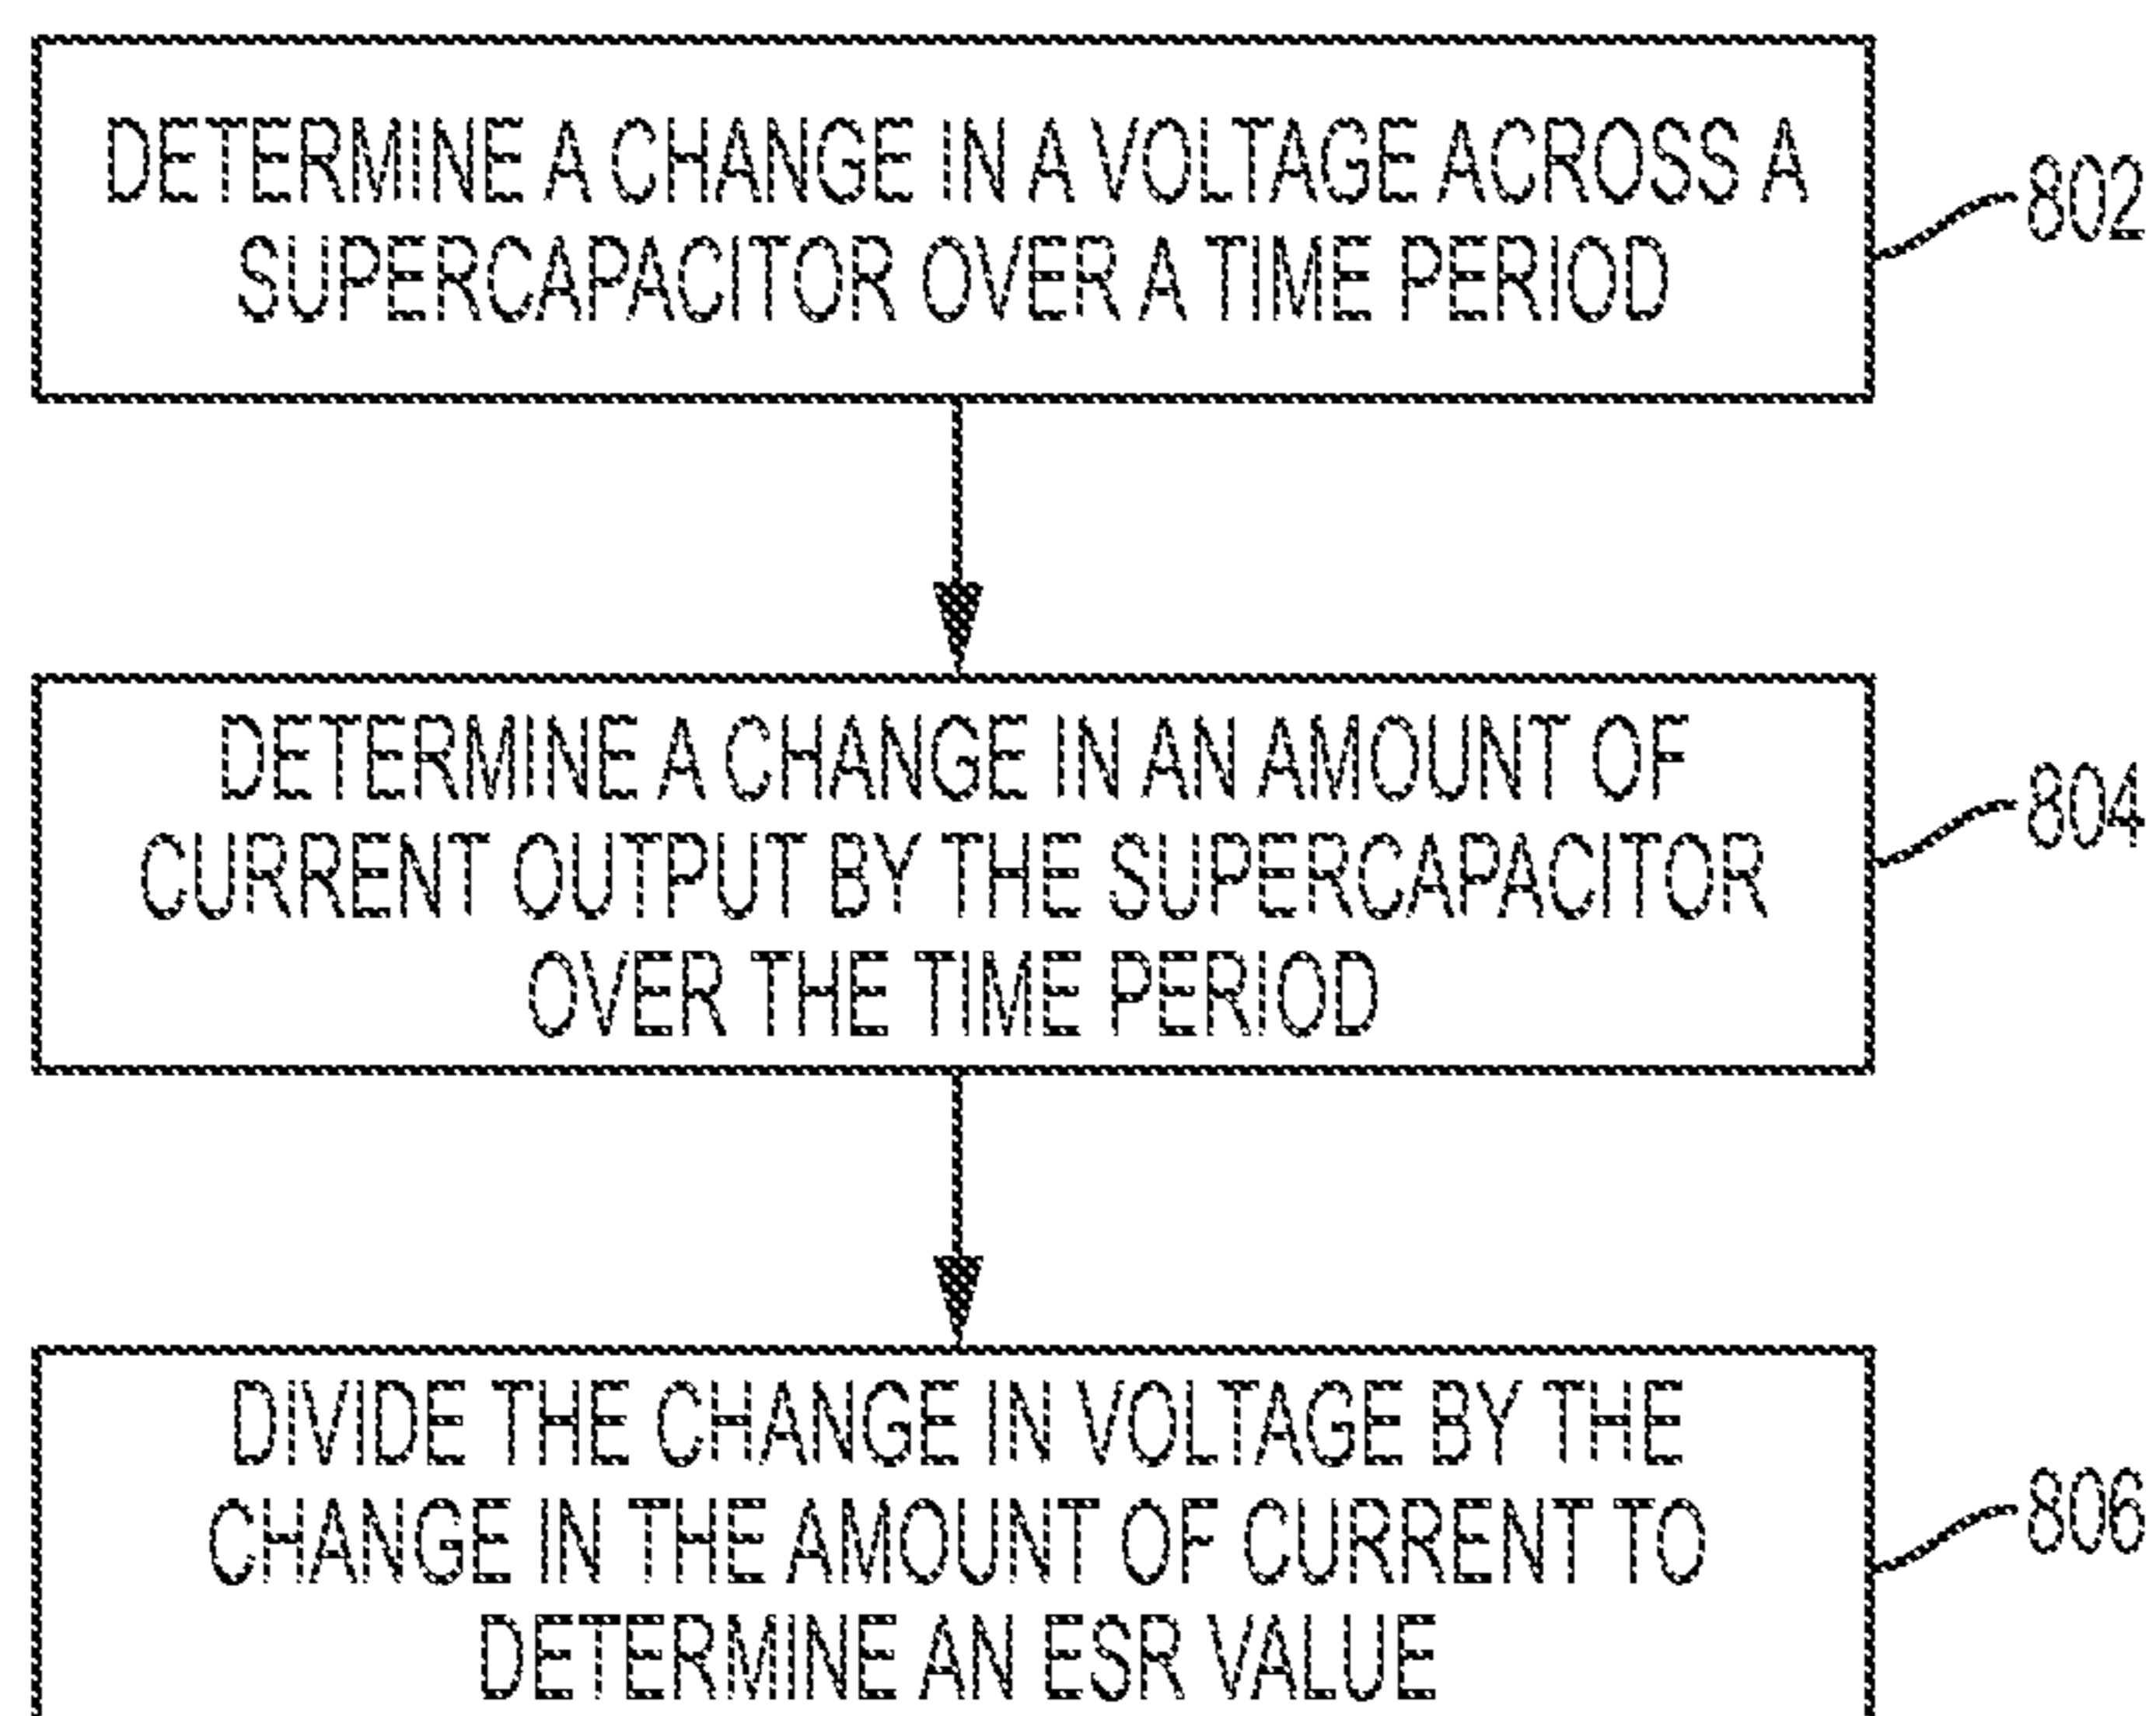 DETERMINE A CHANGE IN A VOLTAGE ACROSS A
SUPERCAPACITOR OVER A TIME PERIOD
802
DETERMINE A CHANGE IN AN AMOUNT OF
CURRENT OUTPUT BY THE SUPERCAPACITOR
OVER THE TIME PERIOD
804
DIVIDE THE CHANGE IN VOLTAGE BY THE
CHANGE IN THE AMOUNT OF CURRENT TO
DETERMINE AN ESR VALUE
806